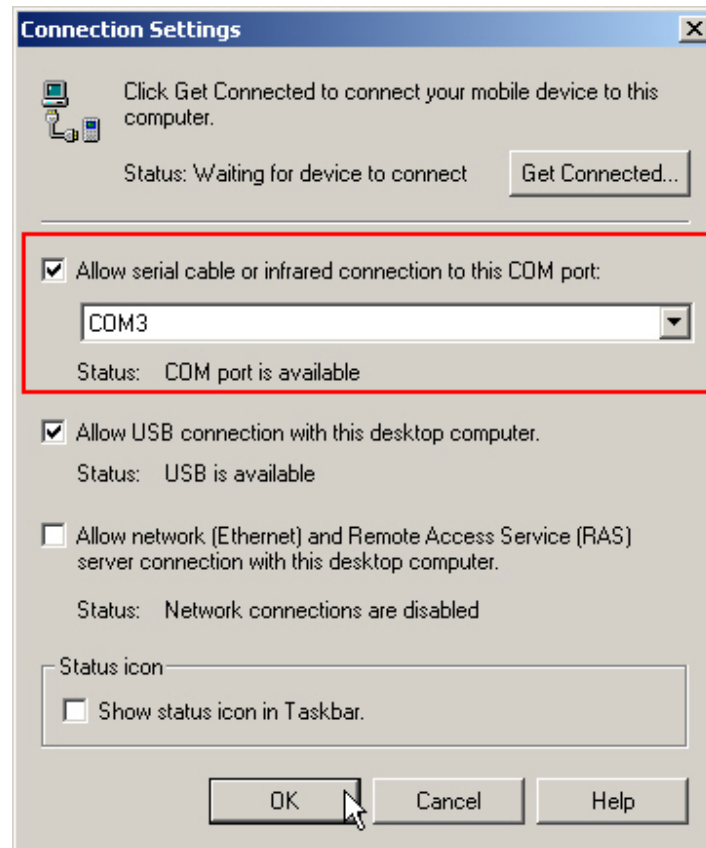 Connection Settings
Click Get Connected to connect your mobile device to this
computer.
Status: Waiting for device to connect
Get Connected...
Allow serial cable or infrared connection to this COM port:
COM3
Status: COM port is available
Allow USB connection with this desktop computer.
Status: USB is available
Allow network (Ethernet) and Remote Access Service (RAS)
server connection with this desktop computer.
Status: Network connections are disabled
Status icon
Show status icon in Taskbar.
OK
Cancel
Help